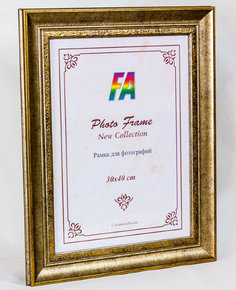 FA
Photo Frame
New Collection
Рамка для фотографий
30x40 cm